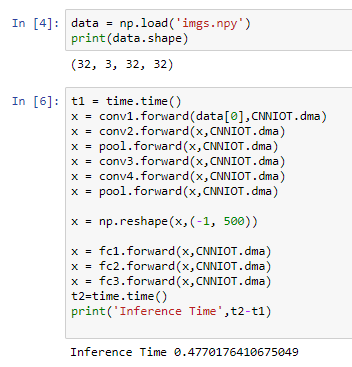 In [4]: data = np.load('imgs.npy')
print(data.shape)
(32, 3, 32, 32)
In [6]: t1 = time.time()
x = conv1.forward(data[0],CNNIOT.dma)
x = conv2.forward(x,CNNIOT.dma)
x = pool.forward(x,CNNIOT.dma)
x = conv3.forward(x,CNNIOT.dma)
x = conv4.forward(x,CNNIOT.dma)
x = pool.forward(x,CNNIOT.dma)
x = np.reshape(x,(-1, 500))
x = fc1.forward(x,CNNIOT.dma)
x = fc2.forward(x,CNNIOT.dma)
x = fc3.forward(x,CNNIOT.dma)
t2=time.time()
print('Inference Time',t2-t1)
Inference Time 0.4770176410675049